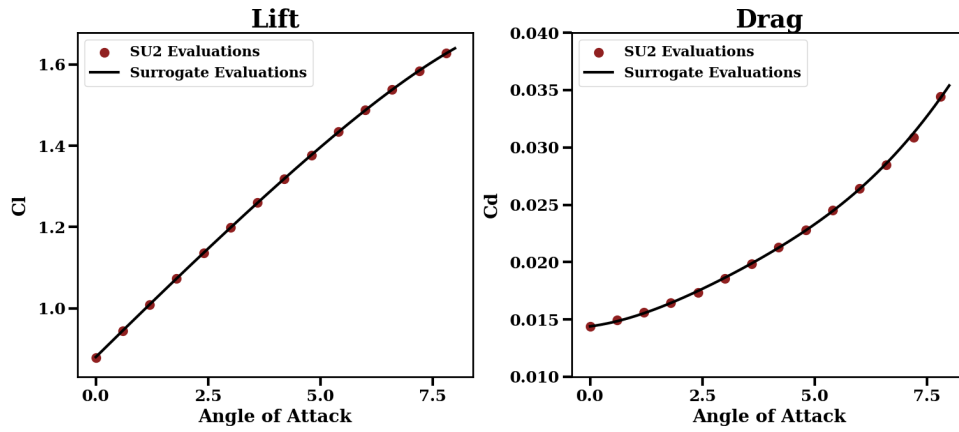 Lift
SU2 Evaluations
Surrogate Evaluations
1.6
1.4
1.2
1.0
Cl
0.0
2.5
5.0
7.5
Angle of Attack
Drag
SU2 Evaluations
Surrogate Evaluations
0.040
0.035
0.030
0.025
0.020
0.015
0.010
Cd
0.0
2.5
5.0
7.5
Angle of Attack